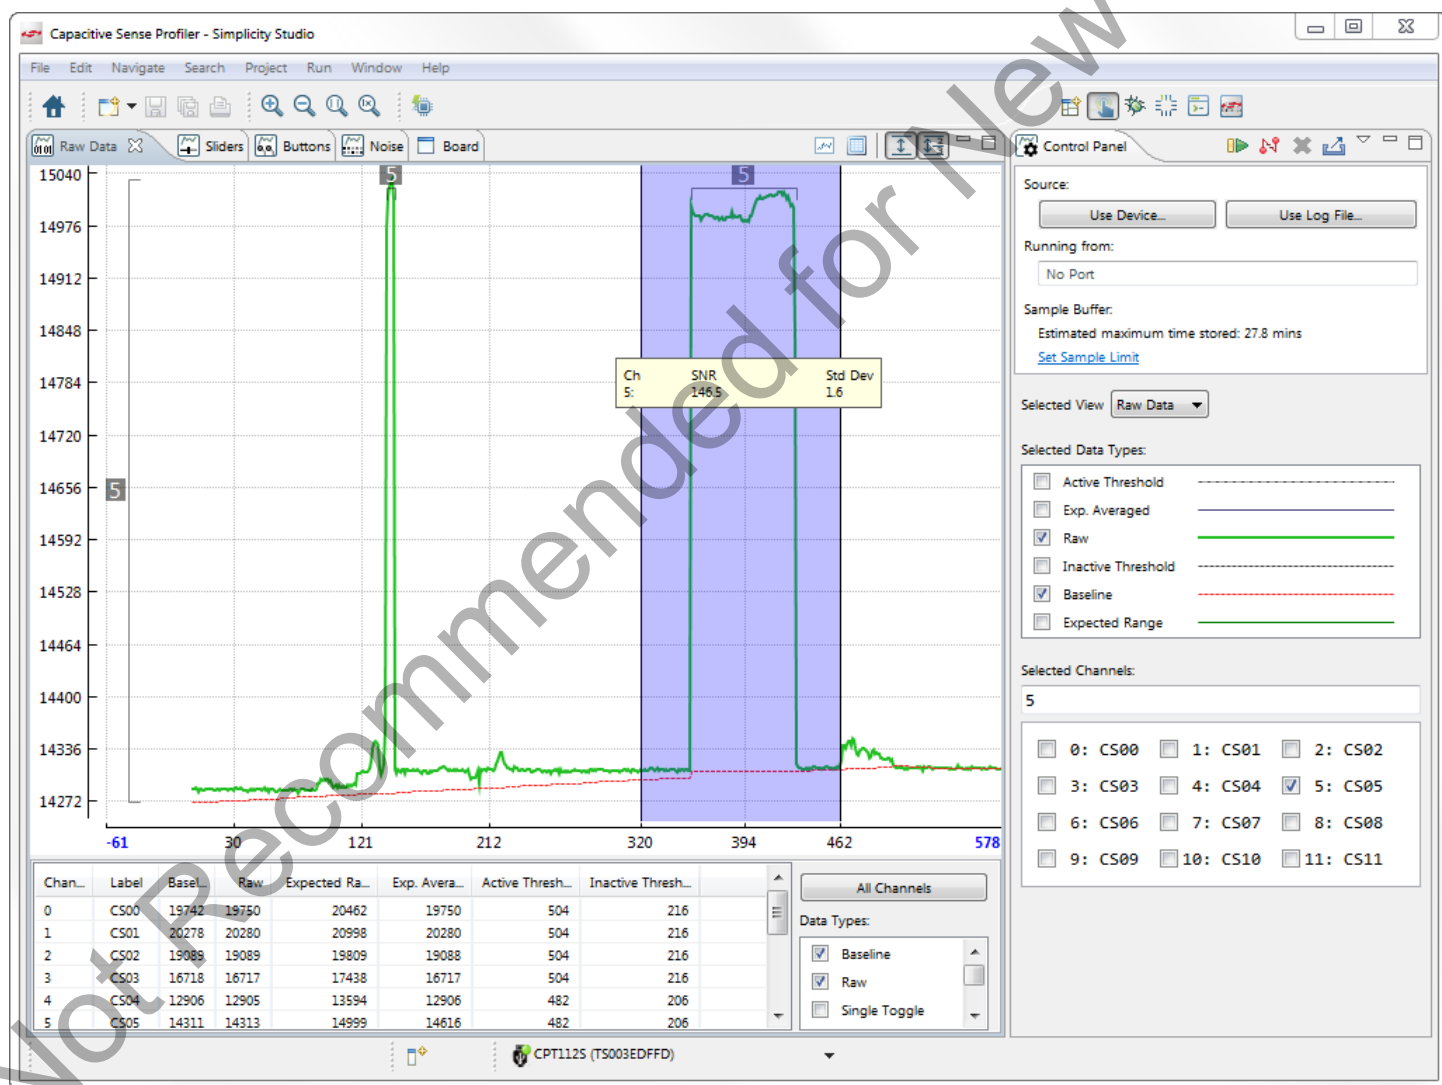 Capacitive Sense Profiler - Simplicity Studio
File Edit Navigate Search Project Run Window Help
Raw Data Sliders Buttons Noise Board
Control Panel
15040
14976
14912
14848
14784
14720
14656
14592
14528
14464
14400
14336
14272
5
5
5
Ch SNR Std Dev
5: 146.5 1.6
-61 30 121 212 320 394 462 578
Source:
Use Device... Use Log File...
Running from:
No Port
Sample Buffer:
Estimated maximum time stored: 27.8 mins
Set Sample Limit
Selected View Raw Data
Selected Data Types:
Active Threshold
Exp. Averaged
Raw
Inactive Threshold
Baseline
Expected Range
Selected Channels:
5
0: CS00 1: CS01 2: CS02
3: CS03 4: CS04 5: CS05
6: CS06 7: CS07 8: CS08
9: CS09 10: CS10 11: CS11
Chan... Label Basel... Raw Expected Ra... Exp. Avera... Active Thresh... Inactive Thresh...
0 CS00 19742 19750 20462 19750 504 216
1 CS01 20278 20280 20998 20280 504 216
2 CS02 19089 19089 19809 19088 504 216
3 CS03 16718 16717 17438 16717 504 216
4 CS04 12906 12905 13594 12906 482 206
5 CS05 14311 14313 14999 14616 482 206
All Channels
Data Types:
Baseline
Raw
Single Toggle
CPT112S (TS003EDFFD)
Not Recommended for New